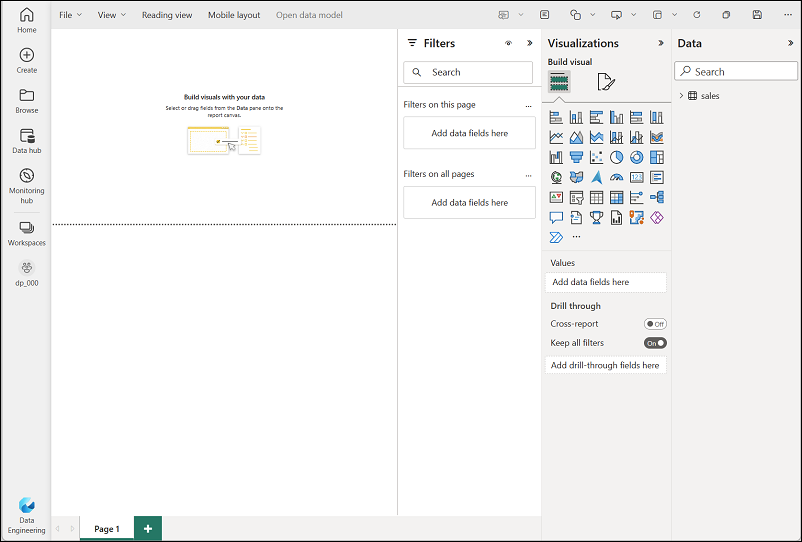 File
View
Reading view
Mobile layout
Open data model
Home
Create
Browse
Data hub
Monitoring
hub
Workspaces
dp_000
Data
Engineering
Build visuals with your data
Select or drag fields from the Data pane onto the
report canvas.
Page 1
+
Filters
Search
Filters on this page
...
Add data fields here
Filters on all pages
...
Add data fields here
Visualizations
Build visual
123
...
Values
Add data fields here
Drill through
Cross-report
Off
Keep all filters
On
Add drill-through fields here
Data
Search
sales